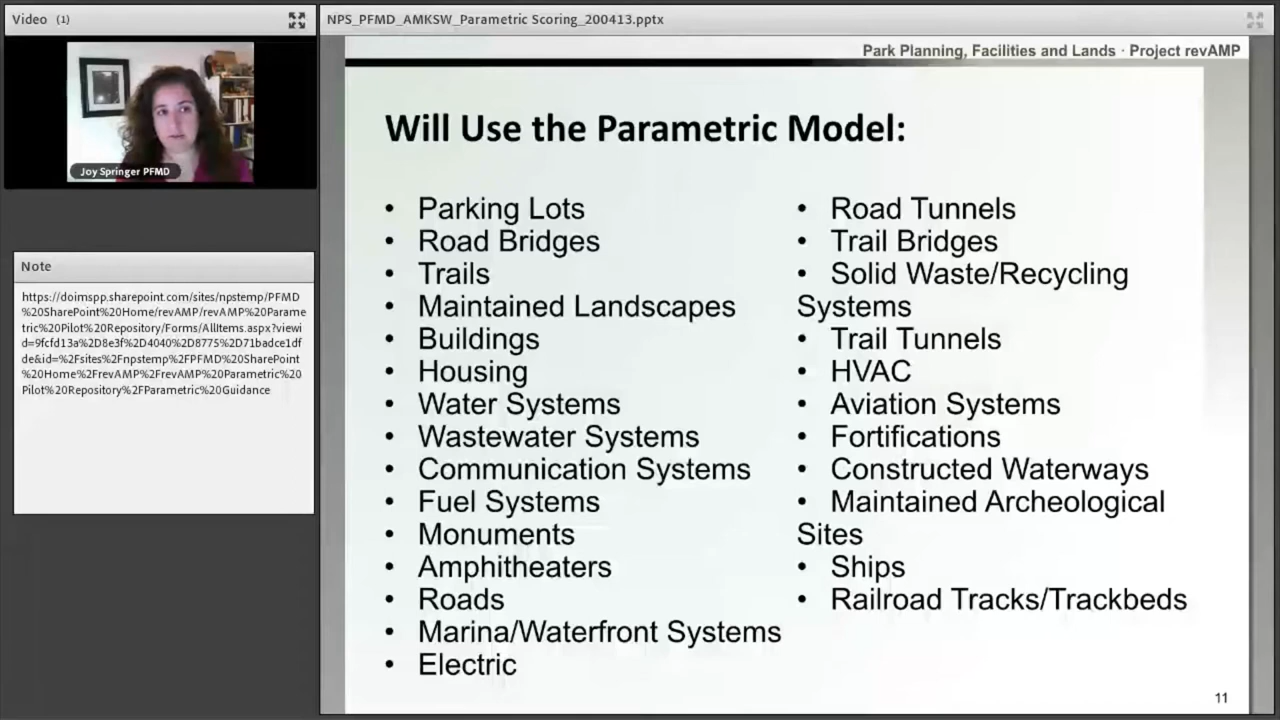 Video (1)
NPS_PFMD_AMKSW_Parametric Scoring_200413.pptx
Joy Springer PFMD
Note
https://doimspp.sharepoint.com/sites/npstemp/PFMD
%20SharePoint%20Home/revAMP/revAMP%20Parame
tric%20Pilot%20Repository/Forms/AllItems.aspx?viewi
d=9fcfd13a%2D8e3f%2D4040%2D8775%2D71badce1df
de&id=%2Fsites%2Fnpstemp%2FPFMD%20SharePoint
%20Home%2FrevAMP%2FrevAMP%20Parametric%20
Pilot%20Repository%2FParametric%20Guidance
Park Planning, Facilities and Lands · Project revAMP
Will Use the Parametric Model:
• Parking Lots
• Road Bridges
• Trails
• Maintained Landscapes
• Buildings
• Housing
• Water Systems
• Wastewater Systems
• Communication Systems
• Fuel Systems
• Monuments
• Amphitheaters
• Roads
• Marina/Waterfront Systems
• Electric
• Road Tunnels
• Trail Bridges
• Solid Waste/Recycling
Systems
• Trail Tunnels
• HVAC
• Aviation Systems
• Fortifications
• Constructed Waterways
• Maintained Archeological
Sites
• Ships
• Railroad Tracks/Trackbeds
11